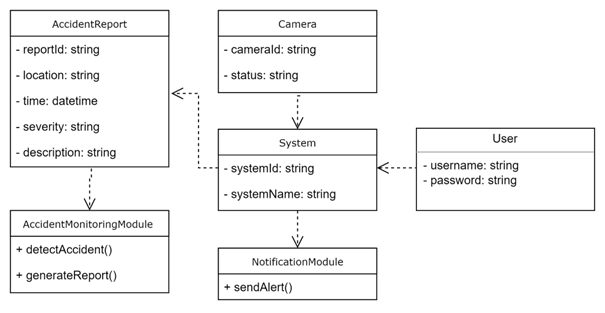 AccidentReport
- reportId: string
- location: string
- time: datetime
- severity: string
- description: string
Camera
- cameraId: string
- status: string
System
- systemId: string
- systemName: string
User
- username: string
- password: string
AccidentMonitoringModule
+ detectAccident()
+ generateReport()
NotificationModule
+ sendAlert()